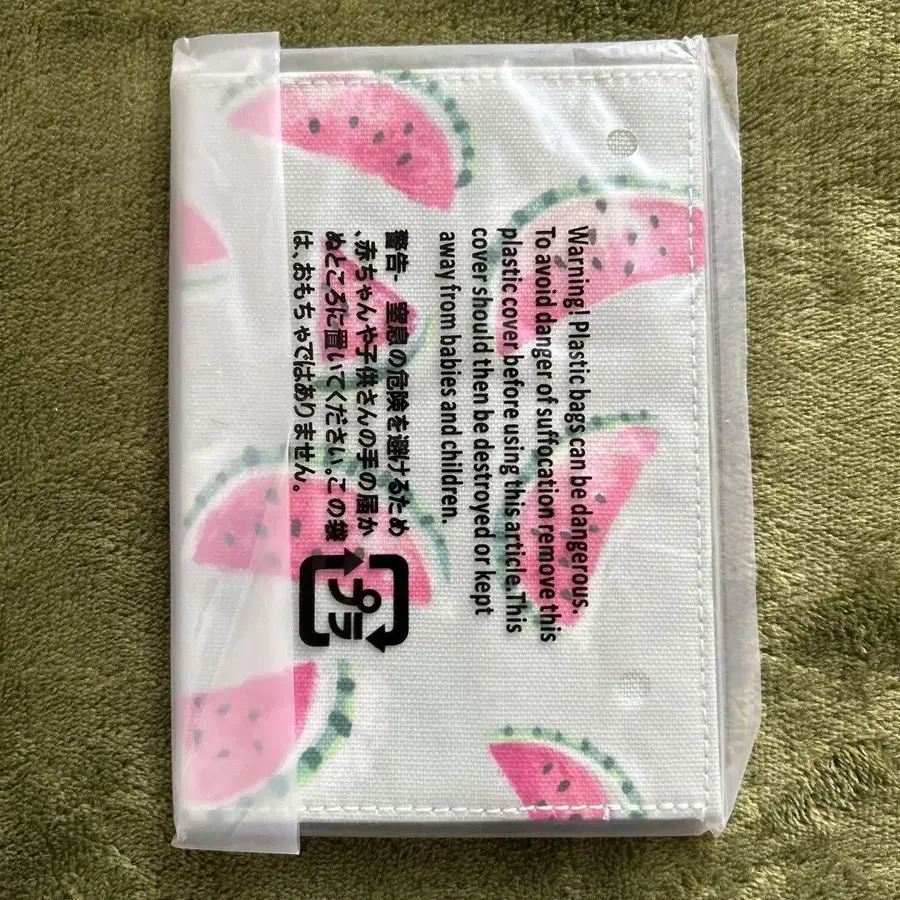 Warning! Plastic bags can be dangerous.
To avoid danger of suffocation remove this
plastic cover before using this article.This
cover should then be destroyed or kept
away from babies and children.
警告- 窒息の危険を避けるため
､赤ちゃんや子供さんの手の届か
ぬところに置いてください｡この袋
は､おもちゃではありません。
プラ